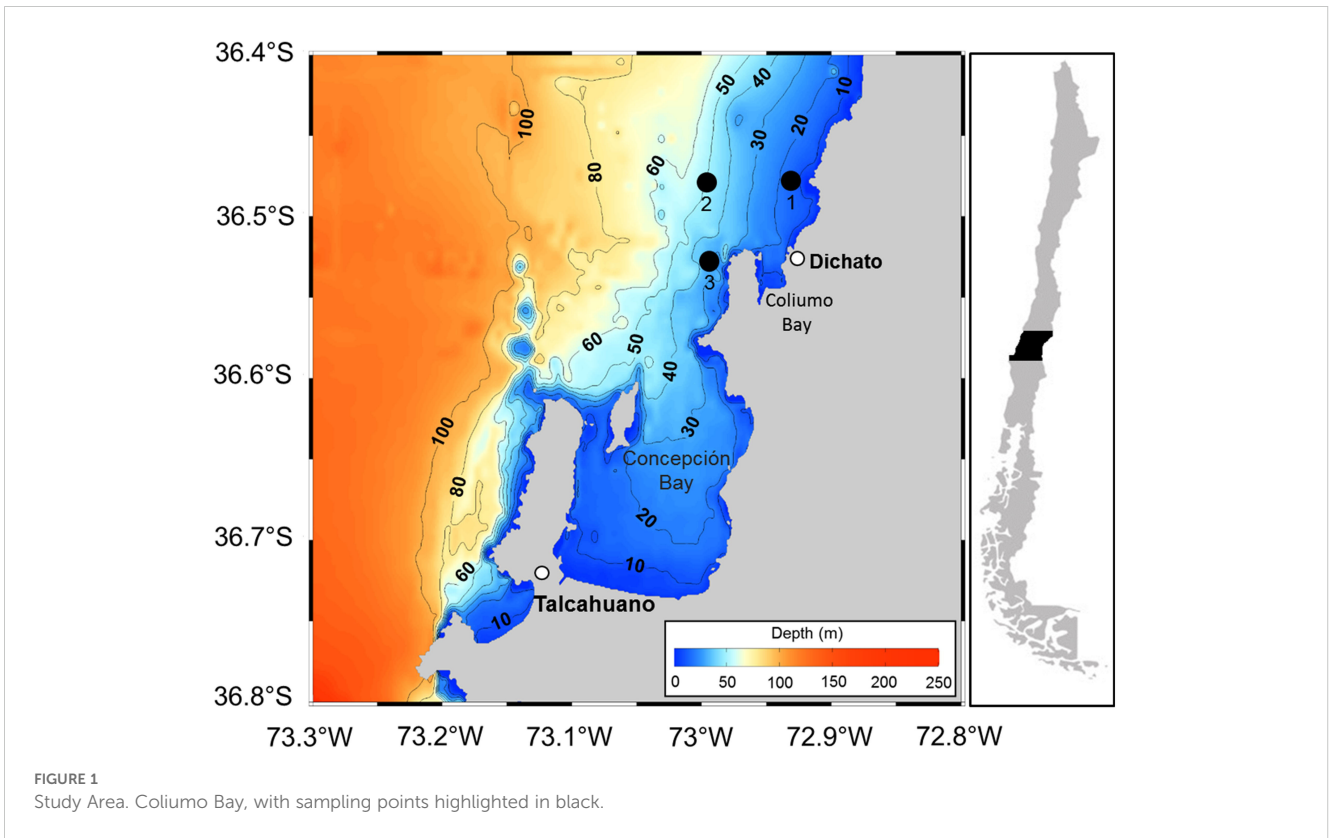 36.4°S
36.5°S
36.6°S
36.7°S
36.8°S
73.3°W 73.2°W 73.1°W 73°W 72.9°W 72.8°W
100
80
60
50
40
30
20
10
2
1
3
Dichato
Coliumo
Bay
60
50
40
30
100
80
60
Concepción
Bay
20
10
Talcahuano
10
Depth (m)
0 50 100 150 200 250
FIGURE 1
Study Area. Coliumo Bay, with sampling points highlighted in black.